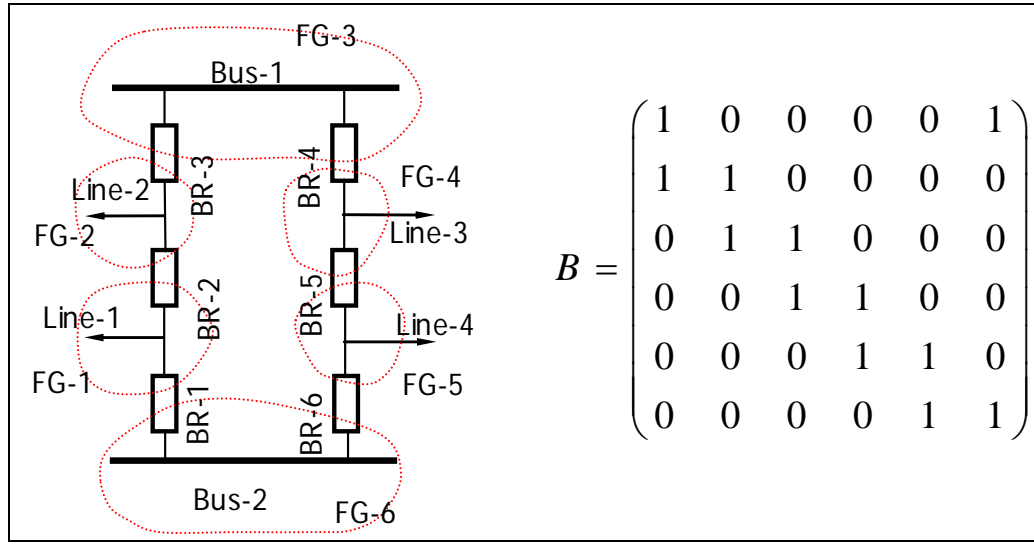 FG-3
Bus-1
BR-3
BR-4
Line-2
FG-4
FG-2
Line-3
BR-2
BR-5
Line-1
Line-4
FG-1
FG-5
BR-1
BR-6
Bus-2
FG-6
B =
1 0 0 0 0 1
1 1 0 0 0 0
0 1 1 0 0 0
0 0 1 1 0 0
0 0 0 1 1 0
0 0 0 0 1 1